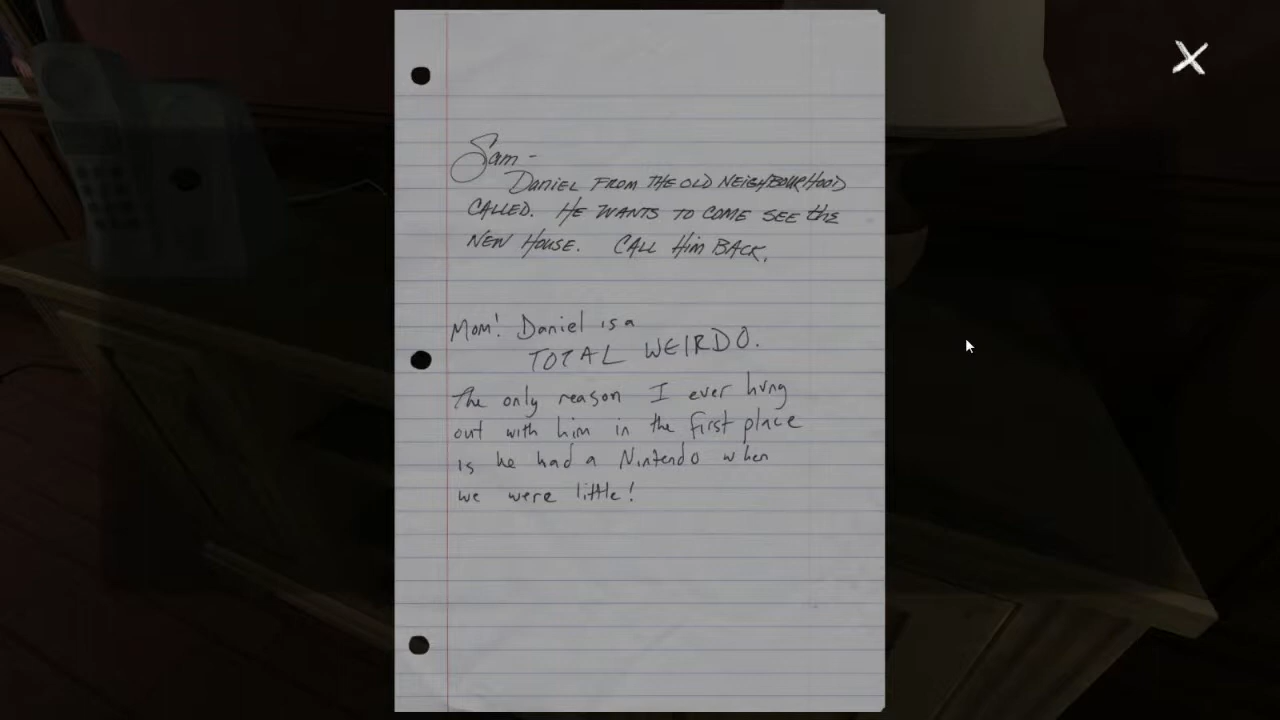 Sam-
DANIEL FROM THE OLD NEIGHBOURHOOD
CALLED. HE WANTS TO COME SEE the
NEW HOUSE. CALL HIM BACK.
Mom! Daniel is a
TOTAL WEIRDO.
The only reason I ever hung
out with him in the first place
is he had a Nintendo when
we were little!